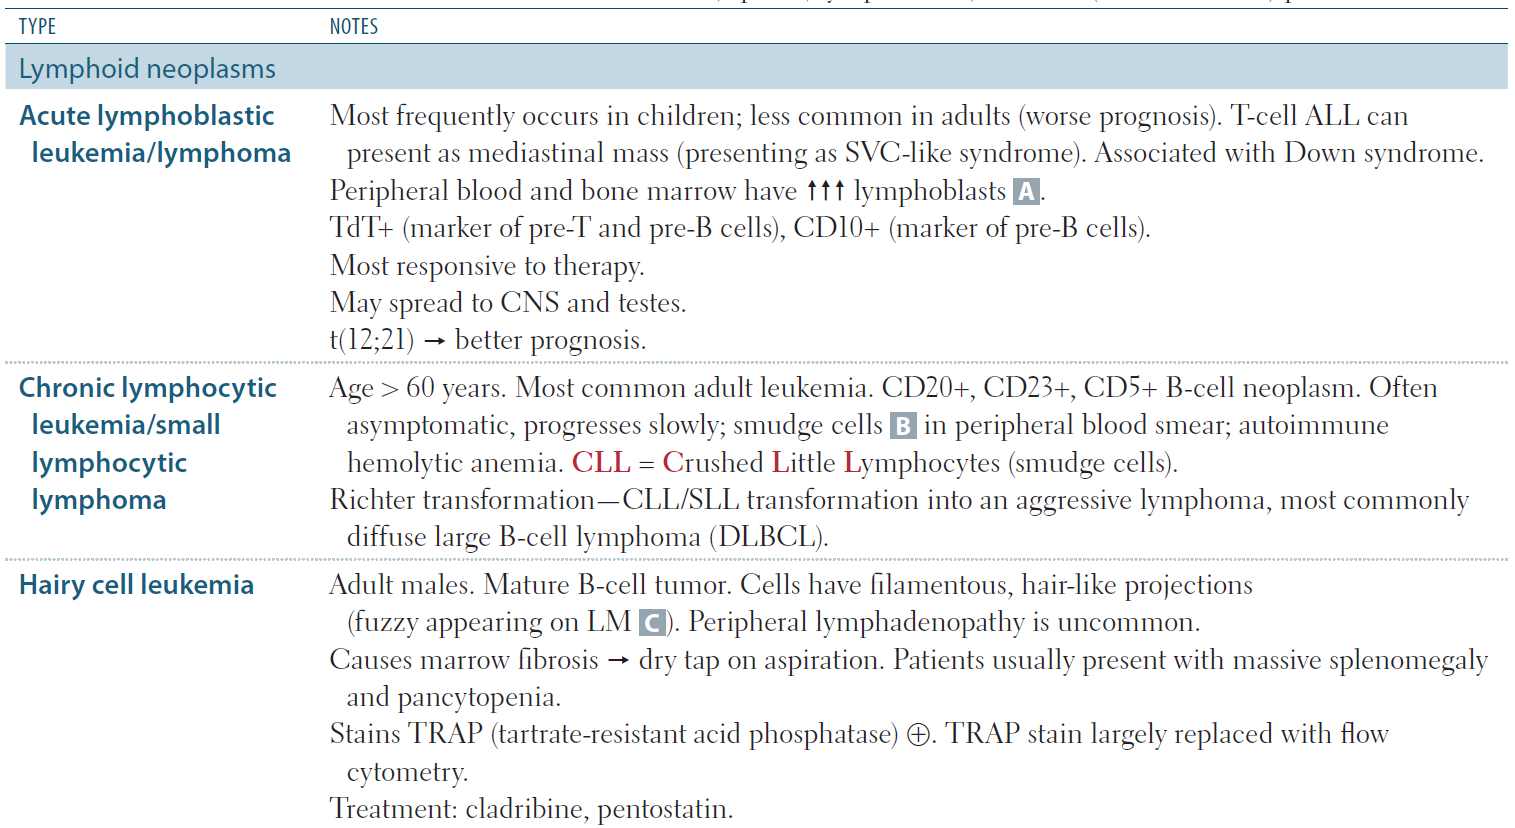 TYPE NOTES
Lymphoid neoplasms
Acute lymphoblastic
leukemia/lymphoma
Most frequently occurs in children; less common in adults (worse prognosis). T-cell ALL can
present as mediastinal mass (presenting as SVC-like syndrome). Associated with Down syndrome.
Peripheral blood and bone marrow have ↑↑↑ lymphoblasts A.
TdT+ (marker of pre-T and pre-B cells), CD10+ (marker of pre-B cells).
Most responsive to therapy.
May spread to CNS and testes.
t(12;21) → better prognosis.
Chronic lymphocytic
leukemia/small
lymphocytic
lymphoma
Age > 60 years. Most common adult leukemia. CD20+, CD23+, CD5+ B-cell neoplasm. Often
asymptomatic, progresses slowly; smudge cells B in peripheral blood smear; autoimmune
hemolytic anemia. CLL = Crushed Little Lymphocytes (smudge cells).
Richter transformation—CLL/SLL transformation into an aggressive lymphoma, most commonly
diffuse large B-cell lymphoma (DLBCL).
Hairy cell leukemia
Adult males. Mature B-cell tumor. Cells have filamentous, hair-like projections
(fuzzy appearing on LM C). Peripheral lymphadenopathy is uncommon.
Causes marrow fibrosis → dry tap on aspiration. Patients usually present with massive splenomegaly
and pancytopenia.
Stains TRAP (tartrate-resistant acid phosphatase) ⊕. TRAP stain largely replaced with flow
cytometry.
Treatment: cladribine, pentostatin.